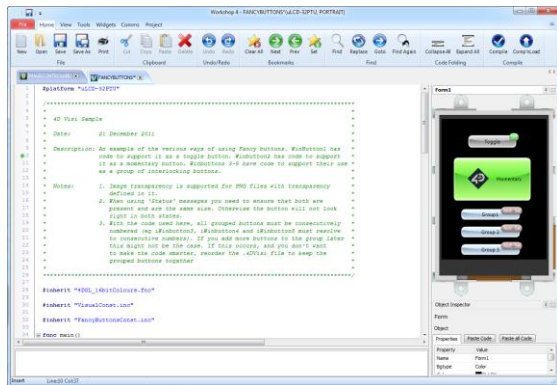 Workshop 4 - FANCYBUTTONS*(uLCD-32PTU PORTRAIT)
File Home View Tools Widgets Comms Project
New Open Save Save As Print Cut Copy Paste Delete Undo Redo Clear All Next Prev Set Find Replace Goto Find Again Collapse All Expand All Compile Comp'nLoad
File Clipboard Undo/Redo Bookmarks Find Code Folding Compile
FANCYBUTTONS*
#platform "uLCD-32PTU"
4D Visi Sample
Date: 2! December 2011
Description: An example of the various ways of using Fancy buttons. WinButton1 has
code to support it as a toggle button. Winbutton2 has code to support
it as a momentary button. Winbuttons 3-5 have code to support their use
as a group of interlocking buttons.
Notes: 1. Image transparency is supported for PNG files with transparency
defined in it.
2. When using 'Status' messages you need to ensure that both are
present and are the same size. Otherwise the button will not look
right in both states.
3. With the code used here, all grouped buttons must be consecutively
numbered (eg iWinbutton3, iWinbutton4 and iWinbutton5 must resolve
to consecutive numbers). If you add more buttons to the group later
this might not be the case. If this occurs, and you don't want
to make the code smarter, reorder the .4DVisi file to keep the
grouped buttons together
#inherit "4DGL_16bitColours.fnc"
#inherit "VisualConst.inc"
#inherit "FancyButtonsConst.inc"
func main()
Form1
Toggle
Momentary
Group1
Group 2
Group 3
Object Inspector
Form
Object
Properties Paste Code Paste all Code
Property Value
Name Form1
Bgtype Color
Insert Line:10 Col:37